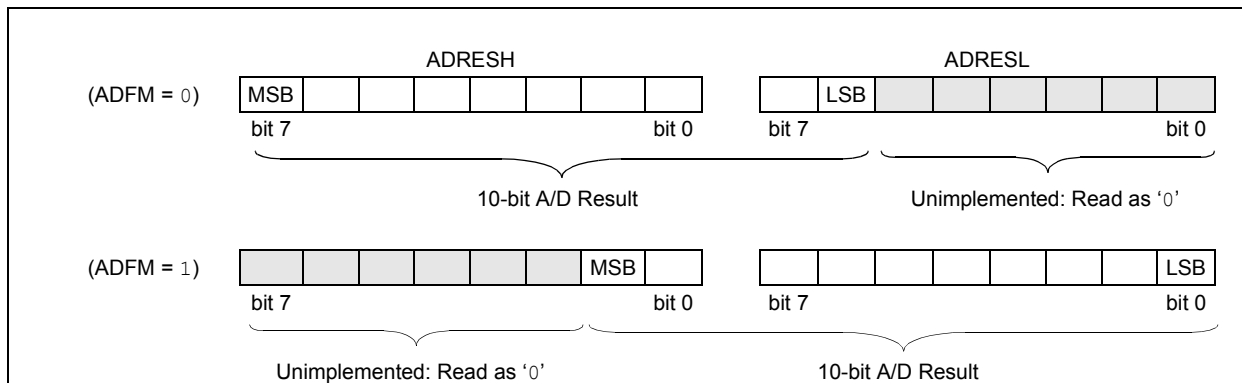 ADRESH ADRESL
(ADFM = 0) MSB LSB
bit 7 bit 0 bit 7 bit 0
10-bit A/D Result Unimplemented: Read as ‘0’
(ADFM = 1) MSB LSB
bit 7 bit 0 bit 7 bit 0
Unimplemented: Read as ‘0’ 10-bit A/D Result